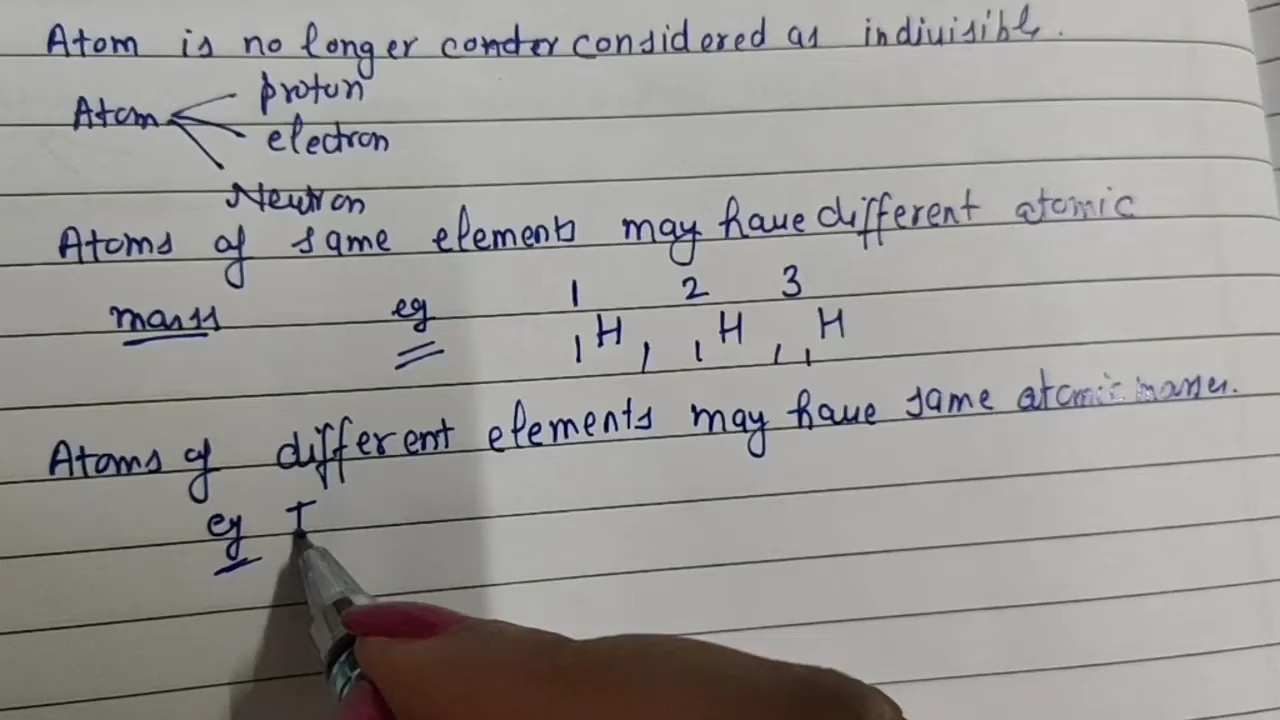 Atom is no longer conder considered as indivisible.
proton
Atom
electron
Neutron
Atoms of same elements may have different atomic
mass eg 1 2 3
1H, 1H, 1H
Atoms of different elements may have same atomic masses.
eg I